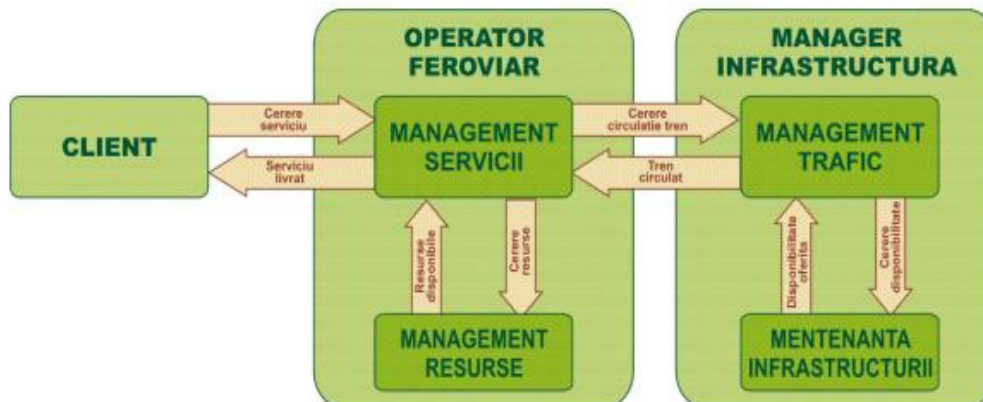 OPERATOR
FEROVIAR
MANAGER
INFRASTRUCTURA
CLIENT
Cerere
serviciu
Serviciu
livrat
MANAGEMENT
SERVICII
Cerere
circulatie tren
Tren
circulat
MANAGEMENT
TRAFIC
Resurse
disponibile
Cerere
resurse
Disponibilitate
oferita
Cerere
disponibilitate
MANAGEMENT
RESURSE
MENTENANTA
INFRASTRUCTURII